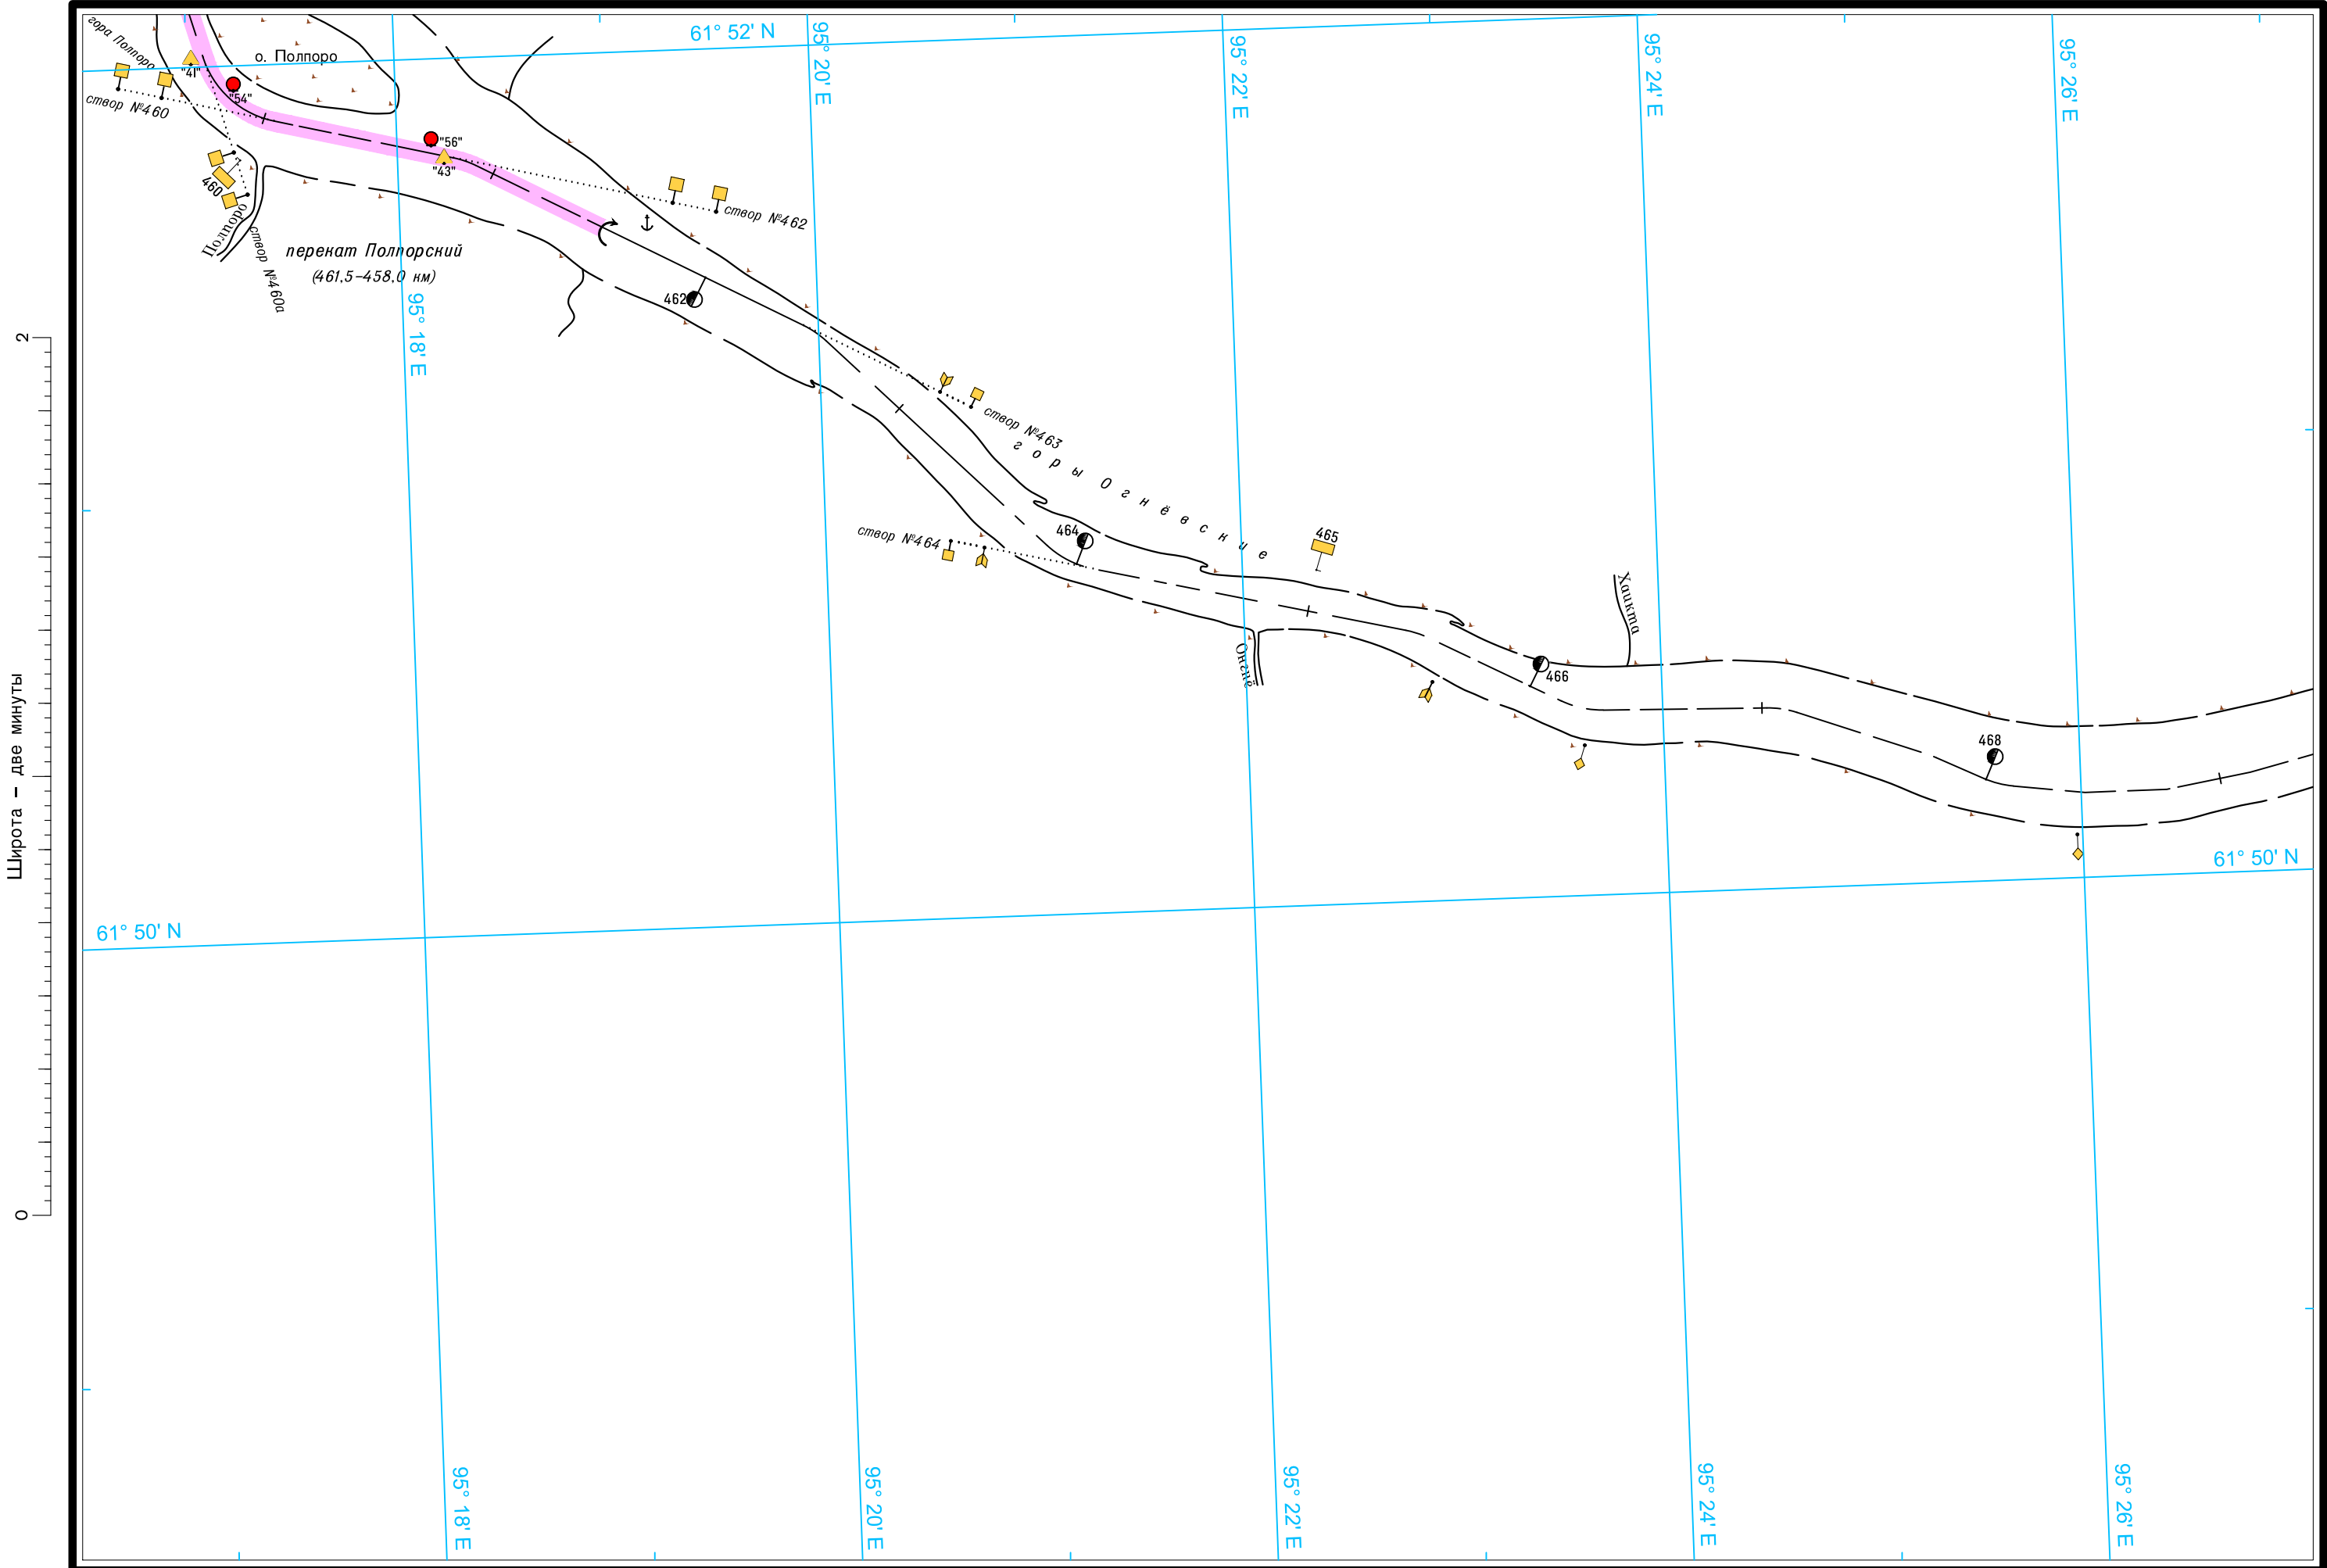 61° 52' N
95° 20' E
95° 22' E
95° 24' E
95° 26' E
гора Полпоро
о. Полпоро
"41"
"54"
створ №460
"56"
"43"
460
Полпоро
створ №460а
створ №462
перекат Полпорский
(461,5–458,0 км)
462
95° 18' E
2
створ №463
горы Огнёвские
створ №464
464
465
Хаикта
466
468
Широта – две минуты
61° 50' N
61° 50' N
0
95° 18' E
95° 20' E
95° 22' E
95° 24' E
95° 26' E